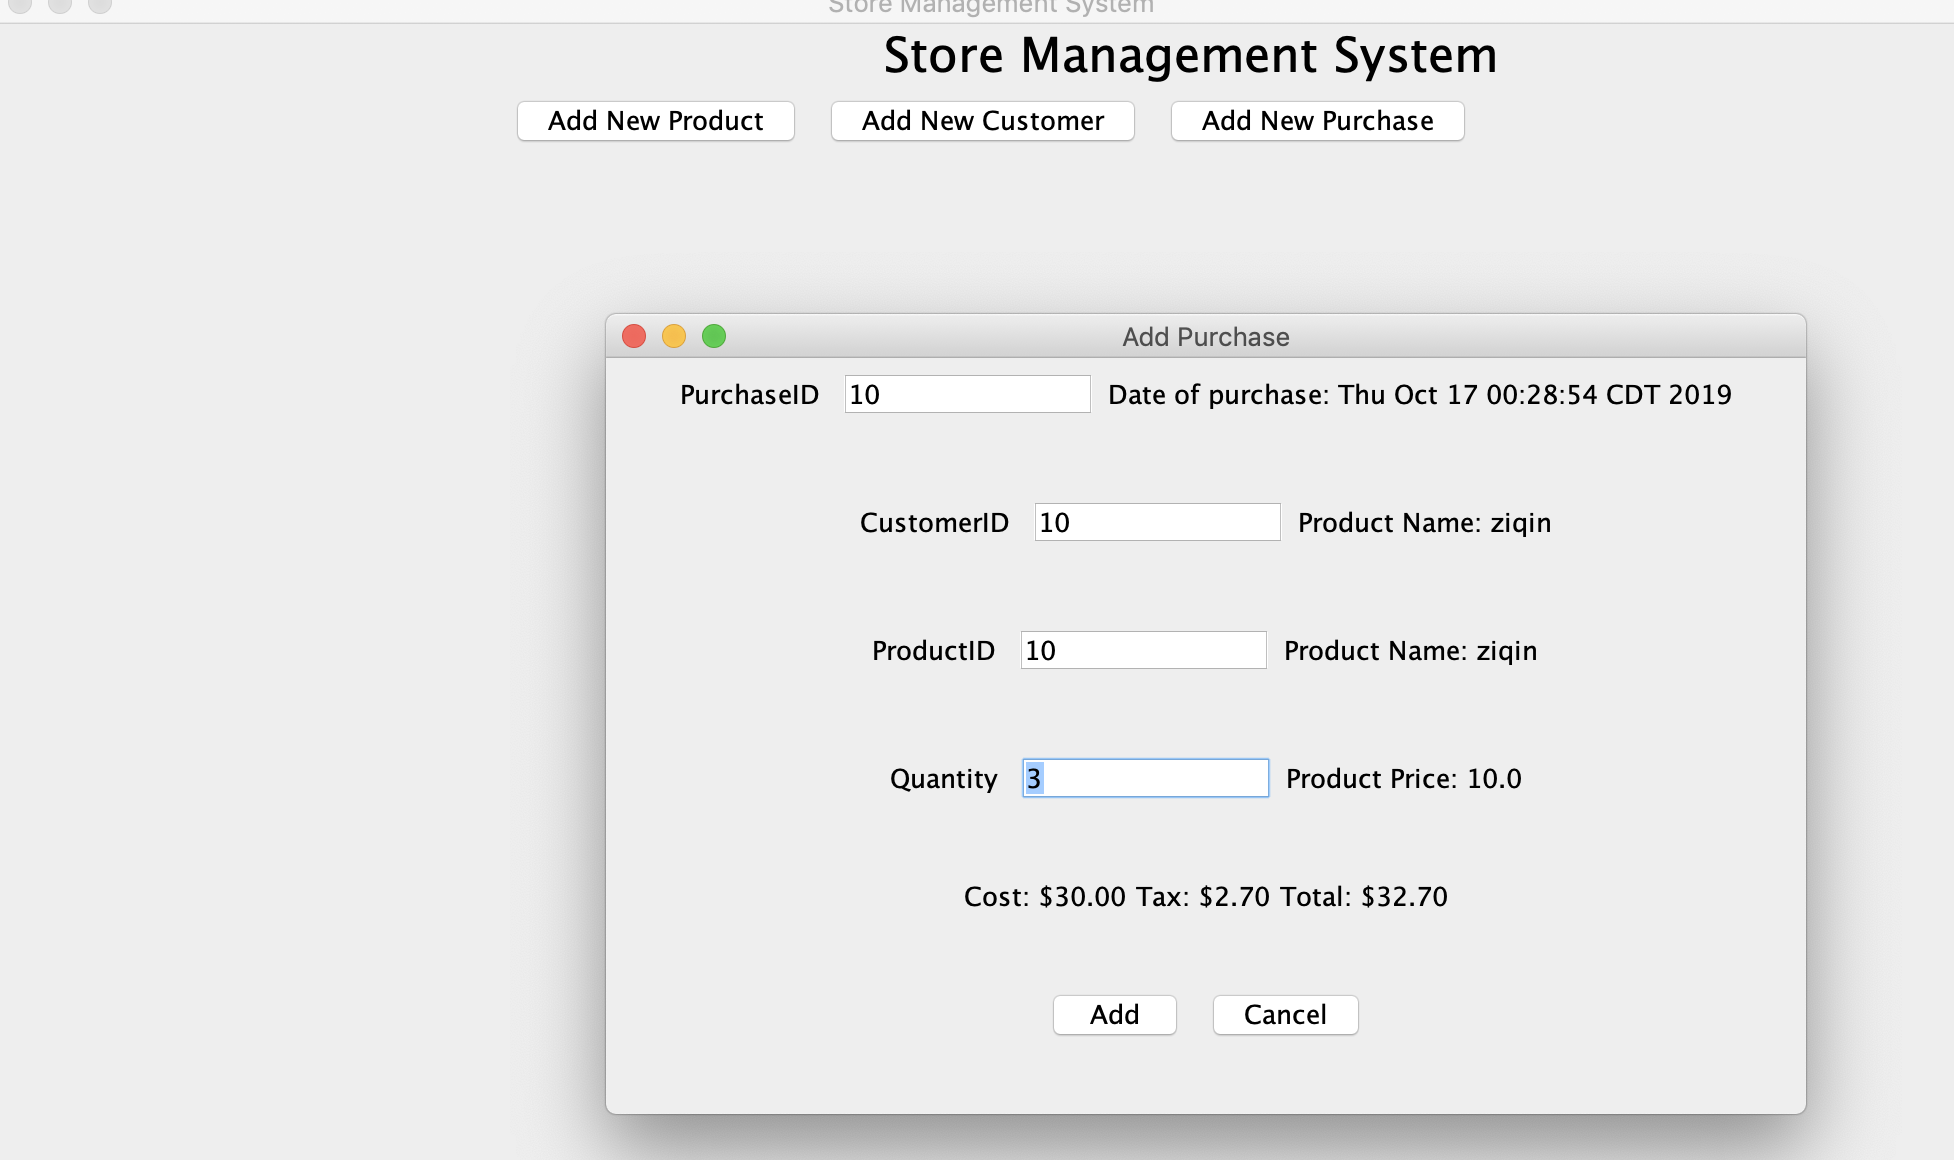 Store Management System
Store Management System
Add New Product Add New Customer Add New Purchase
Add Purchase
PurchaseID 10 Date of purchase: Thu Oct 17 00:28:54 CDT 2019
CustomerID 10 Product Name: ziqin
ProductID 10 Product Name: ziqin
Quantity 3 Product Price: 10.0
Cost: $30.00 Tax: $2.70 Total: $32.70
Add Cancel